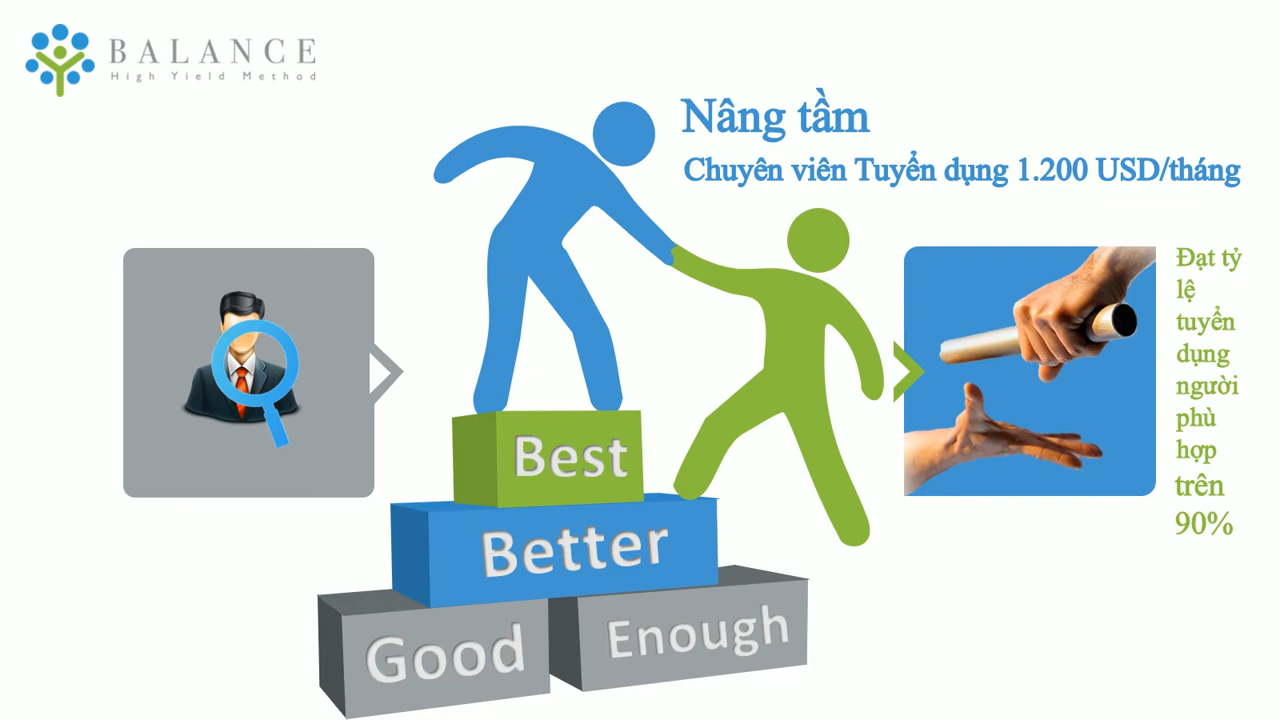 BALANCE
High Yield Method
Nâng tầm
Chuyên viên Tuyển dụng 1.200 USD/tháng
Đạt tỷ
lệ
tuyển
dụng
người
phù
hợp
trên
90%
Best
Better
Good
Enough